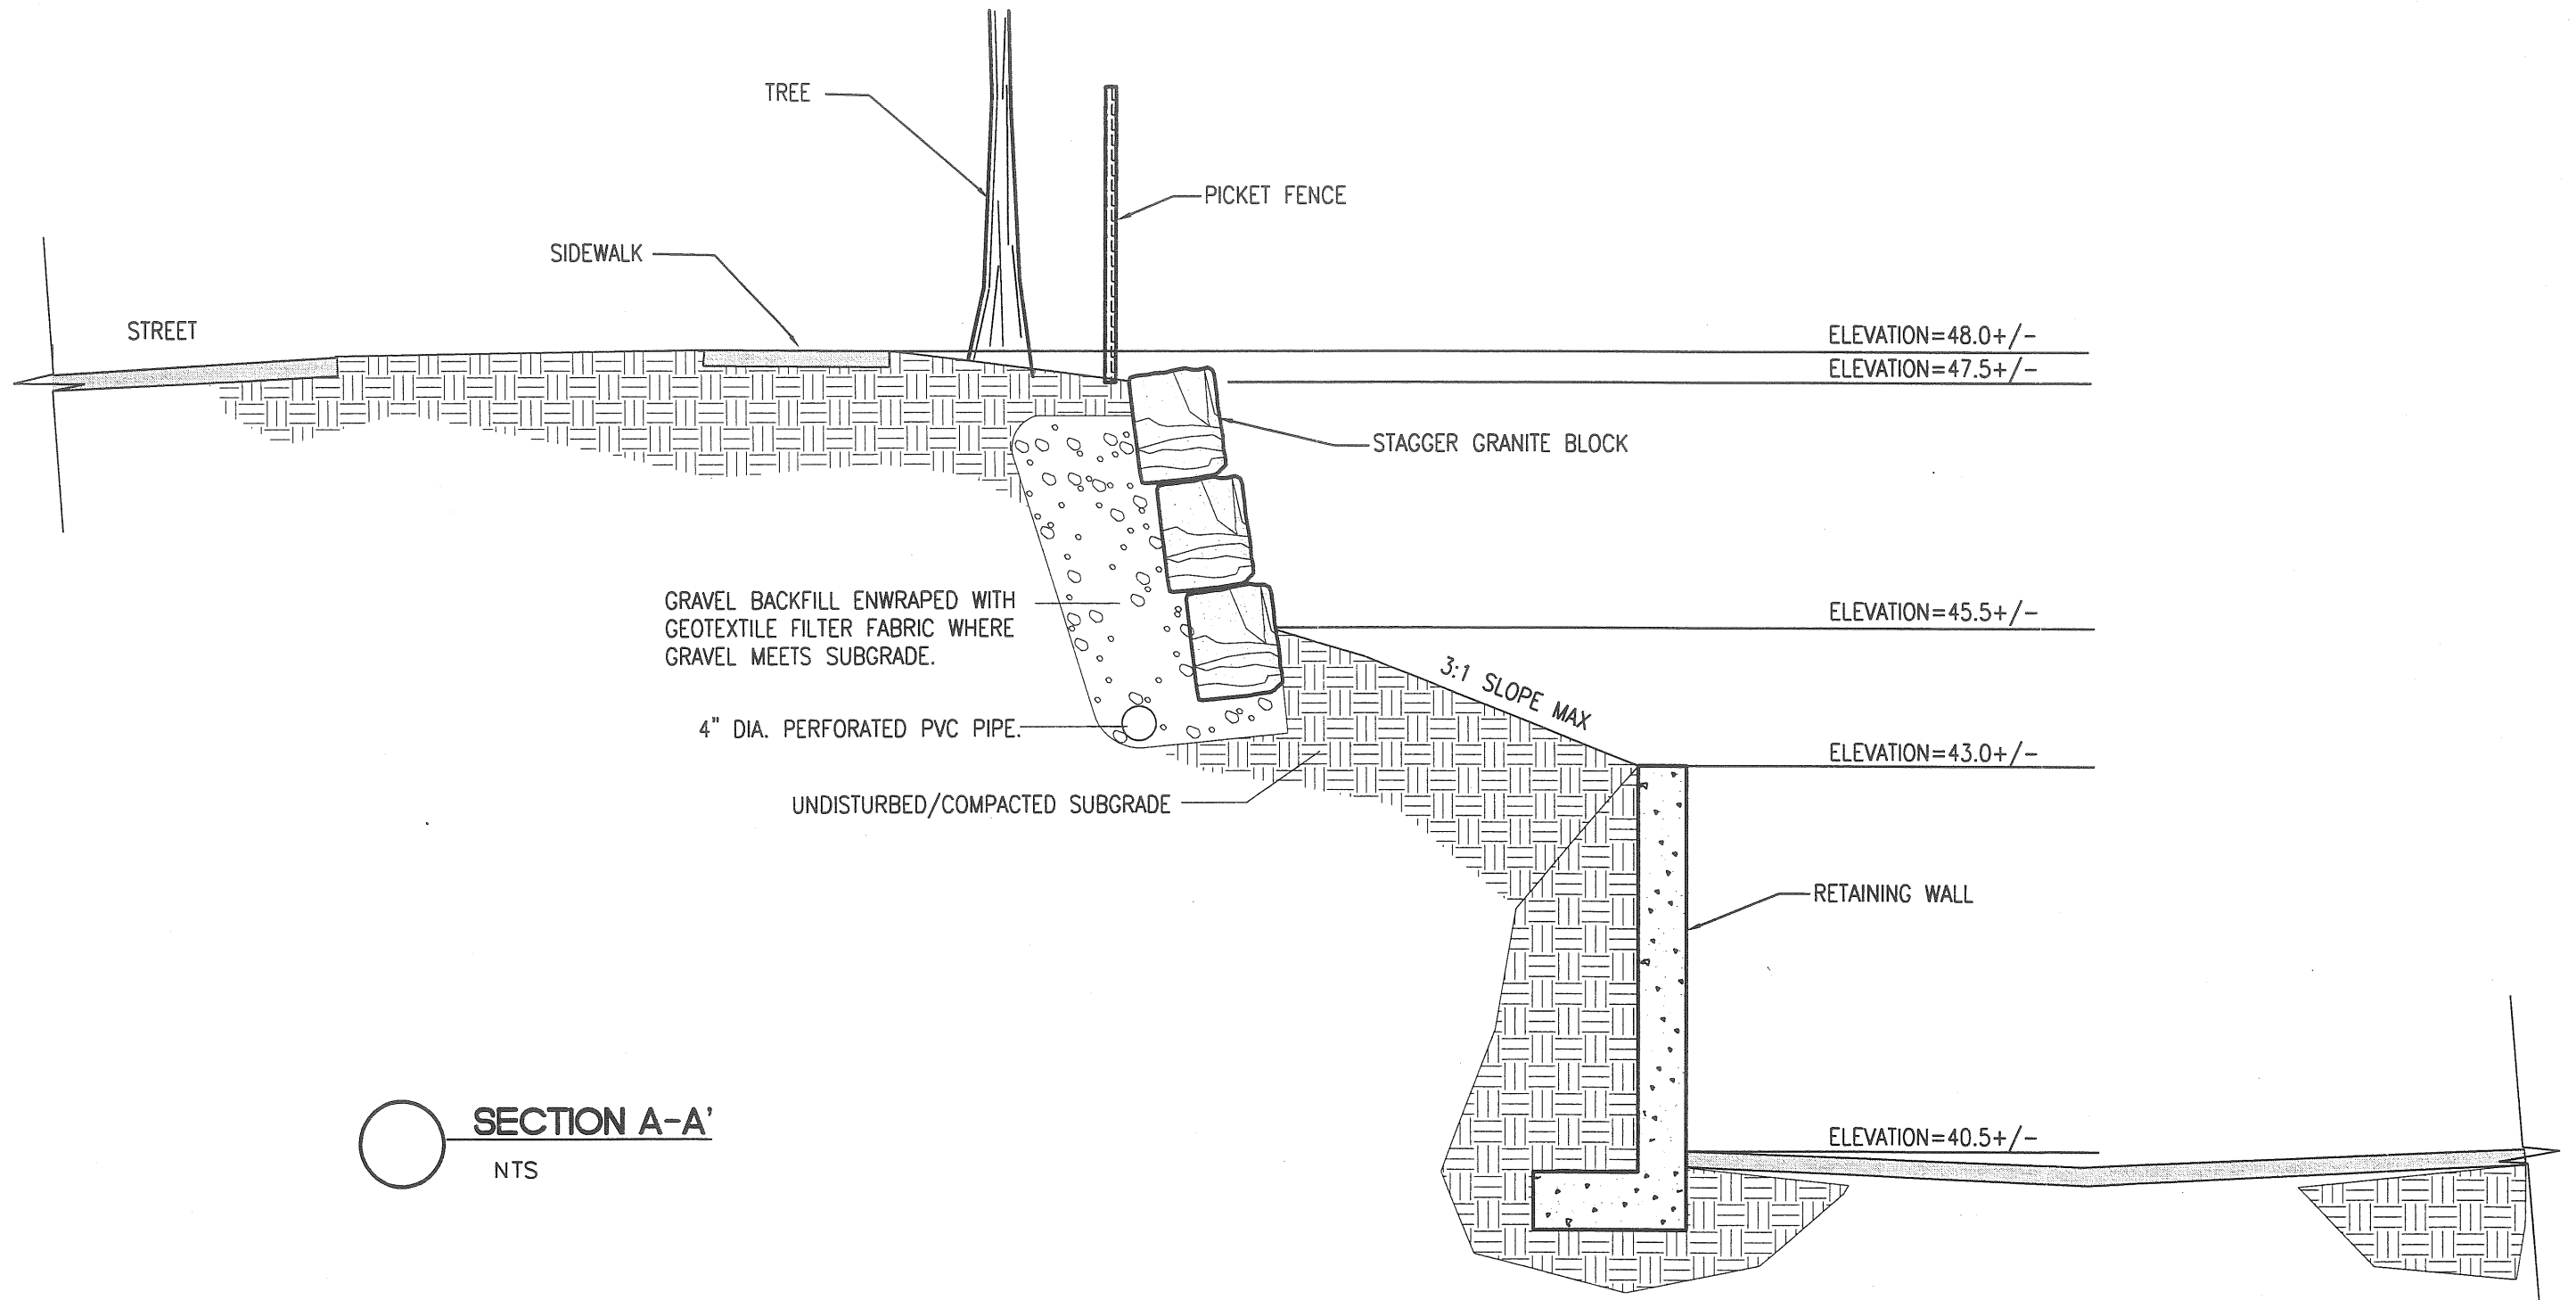 TREE
PICKET FENCE
SIDEWALK
STREET
ELEVATION=48.0+/-
ELEVATION=47.5+/-
STAGGER GRANITE BLOCK
GRAVEL BACKFILL ENWRAPED WITH
GEOTEXTILE FILTER FABRIC WHERE
GRAVEL MEETS SUBGRADE.
ELEVATION=45.5+/-
3:1 SLOPE MAX
4" DIA. PERFORATED PVC PIPE.
ELEVATION=43.0+/-
UNDISTURBED/COMPACTED SUBGRADE
RETAINING WALL
SECTION A-A'
NTS
ELEVATION=40.5+/-